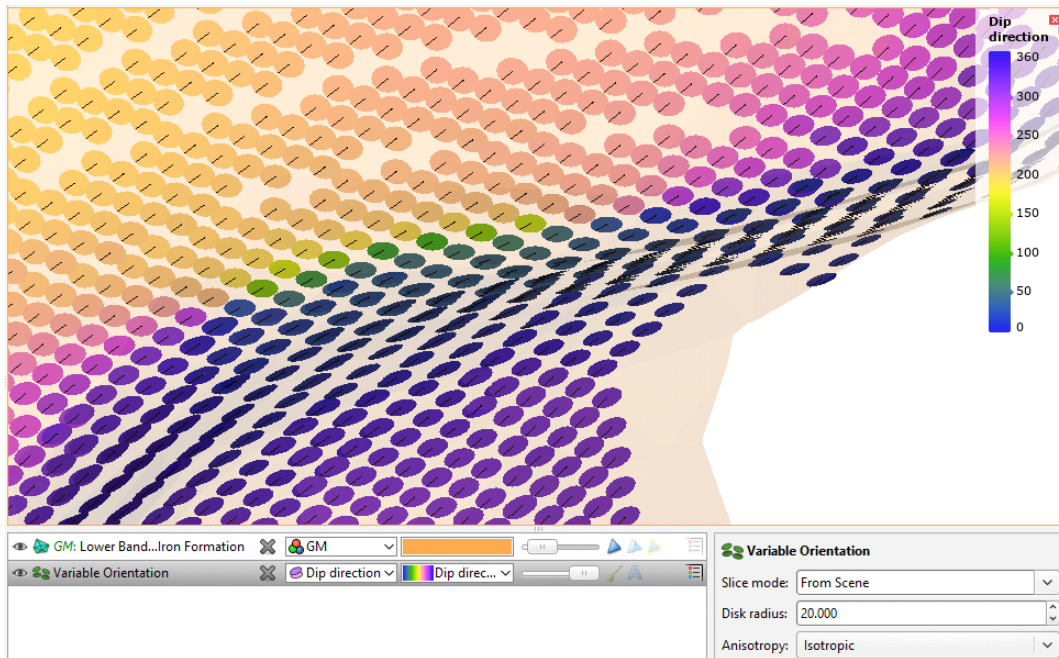 Dip
direction
360
300
250
200
150
100
50
0
GM: Lower Band...Iron Formation
GM
Variable Orientation
Dip direction
Dip direc...
Variable Orientation
Slice mode: From Scene
Disk radius: 20.000
Anisotropy: Isotropic